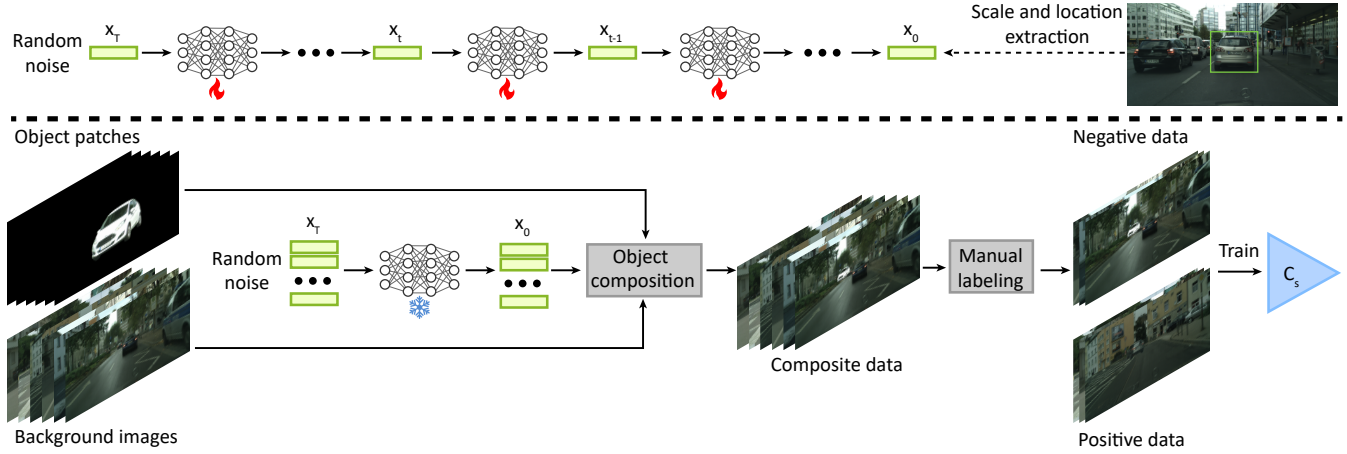 Random
noise
x_T
x_t
x_t-1
x_0
Scale and location
extraction
Object patches
Negative data
Random
noise
x_T
x_0
Object
composition
Manual
labeling
Train
C_s
Composite data
Background images
Positive data